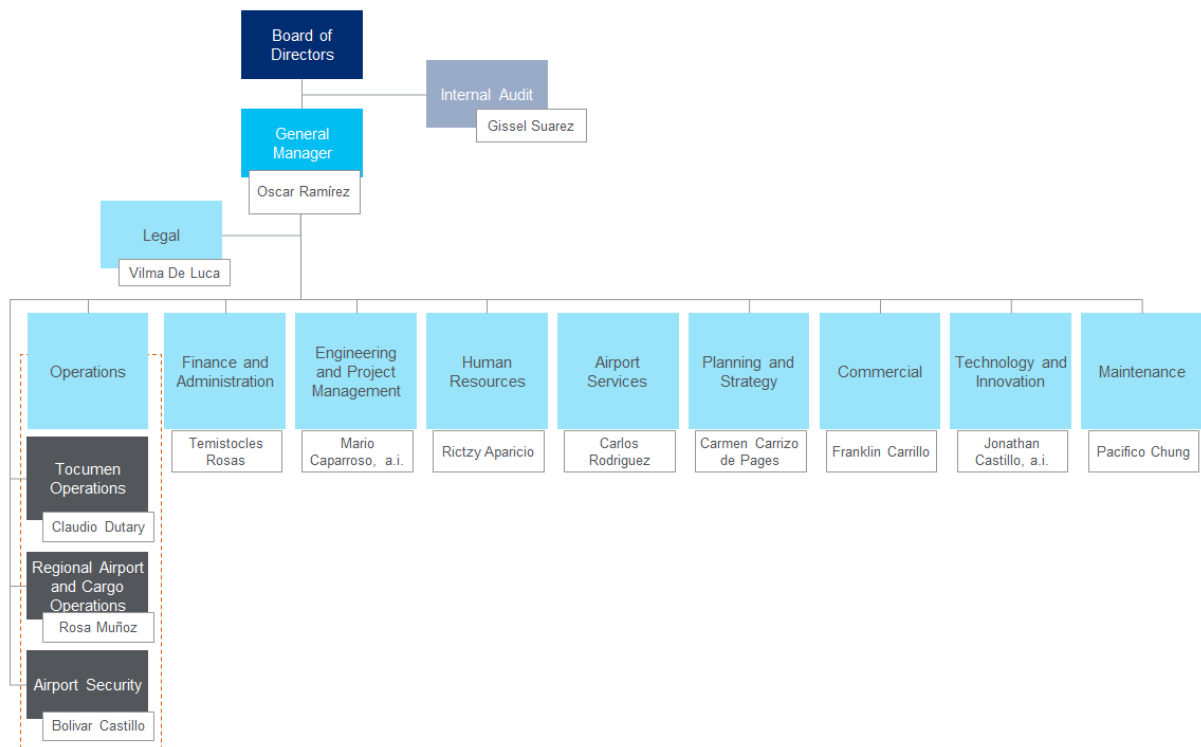 Board of
Directors
Internal Audit
Gissel Suarez
General
Manager
Oscar Ramírez
Legal
Vilma De Luca
Operations
Finance and
Administration
Engineering
and Project
Management
Human
Resources
Airport
Services
Planning and
Strategy
Commercial
Technology and
Innovation
Maintenance
Temistocles
Rosas
Mario
Caparroso, a.i.
Rictzy Aparicio
Carlos
Rodriguez
Carmen Carrizo
de Pages
Franklin Carrillo
Jonathan
Castillo, a.i.
Pacifico Chung
Tocumen
Operations
Claudio Dutary
Regional Airport
and Cargo
Operations
Rosa Muñoz
Airport Security
Bolivar Castillo